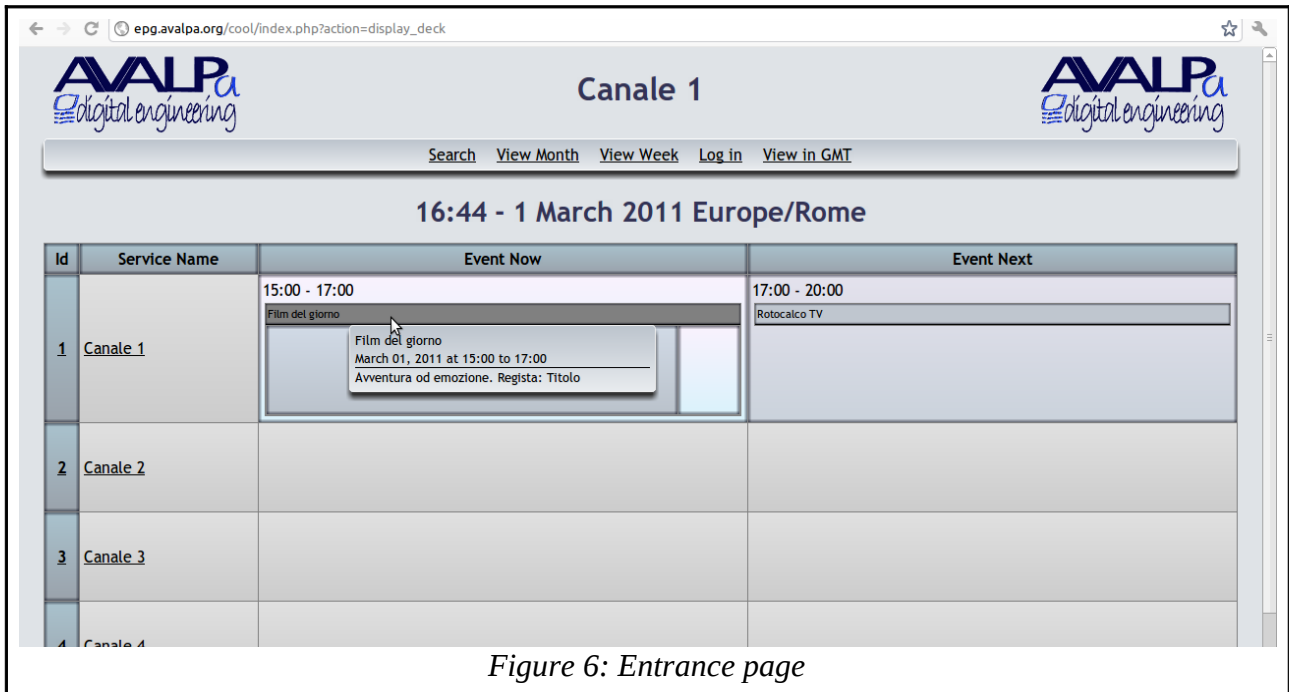 epg.avalpa.org/cool/index.php?action=display_deck
AVALPa
digital engineering
Canale 1
AVALPa
digital engineering
Search View Month View Week Log in View in GMT
16:44 - 1 March 2011 Europe/Rome
Id Service Name Event Now Event Next
15:00 - 17:00 17:00 - 20:00
Film del giorno Rotocalco TV
1 Canale 1
Film del giorno
March 01, 2011 at 15:00 to 17:00
Avventura od emozione. Regista: Titolo
2 Canale 2
3 Canale 3
4 Canale 4
Figure 6: Entrance page